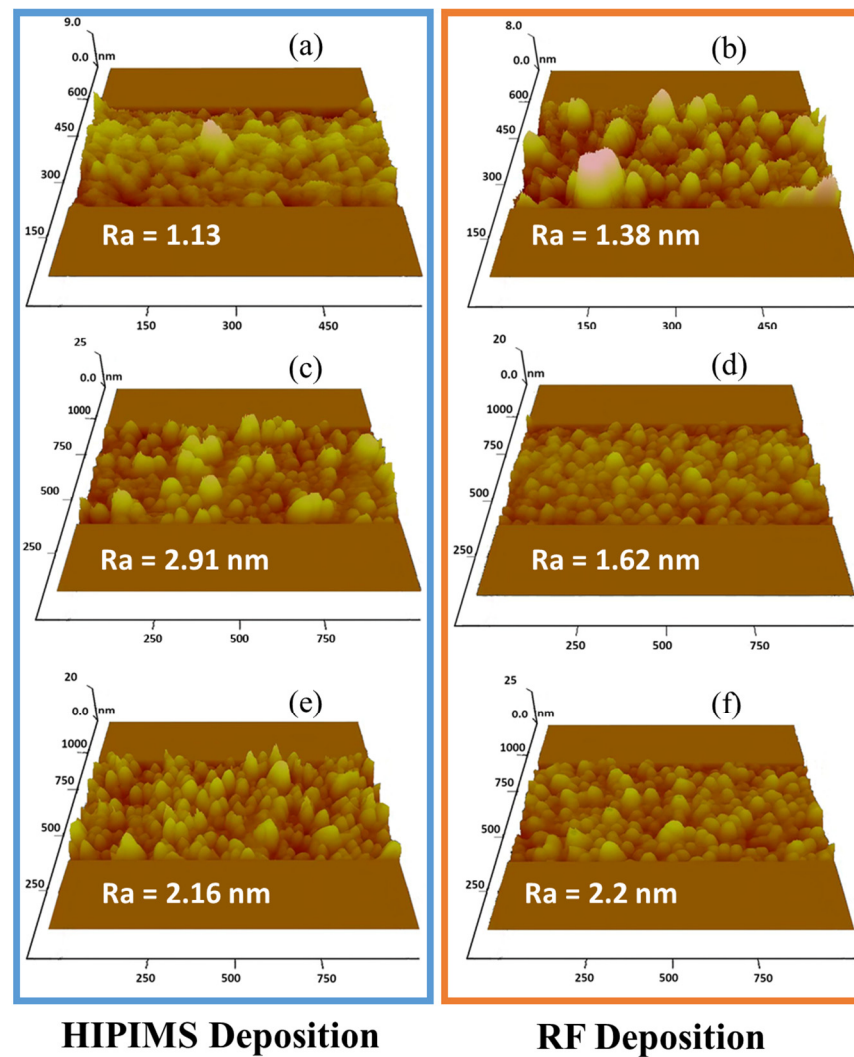 (a)
9.0
0.0 nm
600
450
300
150
Ra = 1.13
150 300 450
(b)
8.0
0.0 nm
600
450
300
150
Ra = 1.38 nm
150 300 450
(c)
25
0.0 nm
1000
750
500
250
Ra = 2.91 nm
250 500 750
(d)
20
0.0 nm
1000
750
500
250
Ra = 1.62 nm
250 500 750
(e)
20
0.0 nm
1000
750
500
250
Ra = 2.16 nm
250 500 750
(f)
25
0.0 nm
1000
750
500
250
Ra = 2.2 nm
250 500 750
HIPIMS Deposition
RF Deposition